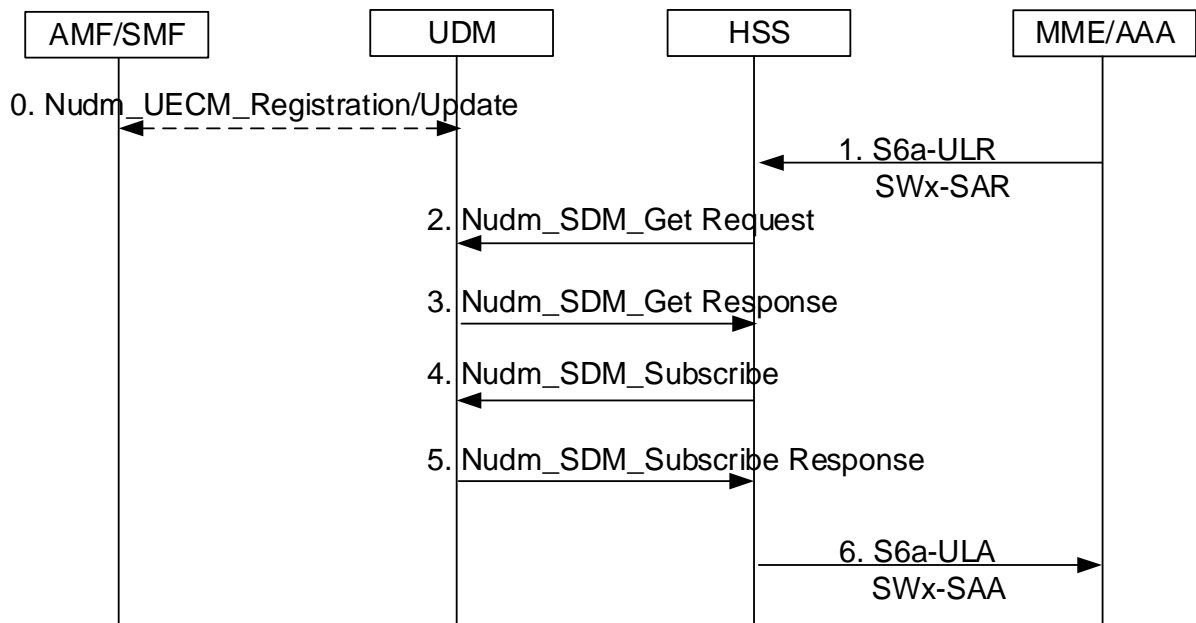 AMF/SMF UDM HSS MME/AAA
0. Nudm_UECM_Registration/Update
1. S6a-ULR
SWx-SAR
2. Nudm_SDM_Get Request
3. Nudm_SDM_Get Response
4. Nudm_SDM_Subscribe
5. Nudm_SDM_Subscribe Response
6. S6a-ULA
SWx-SAA